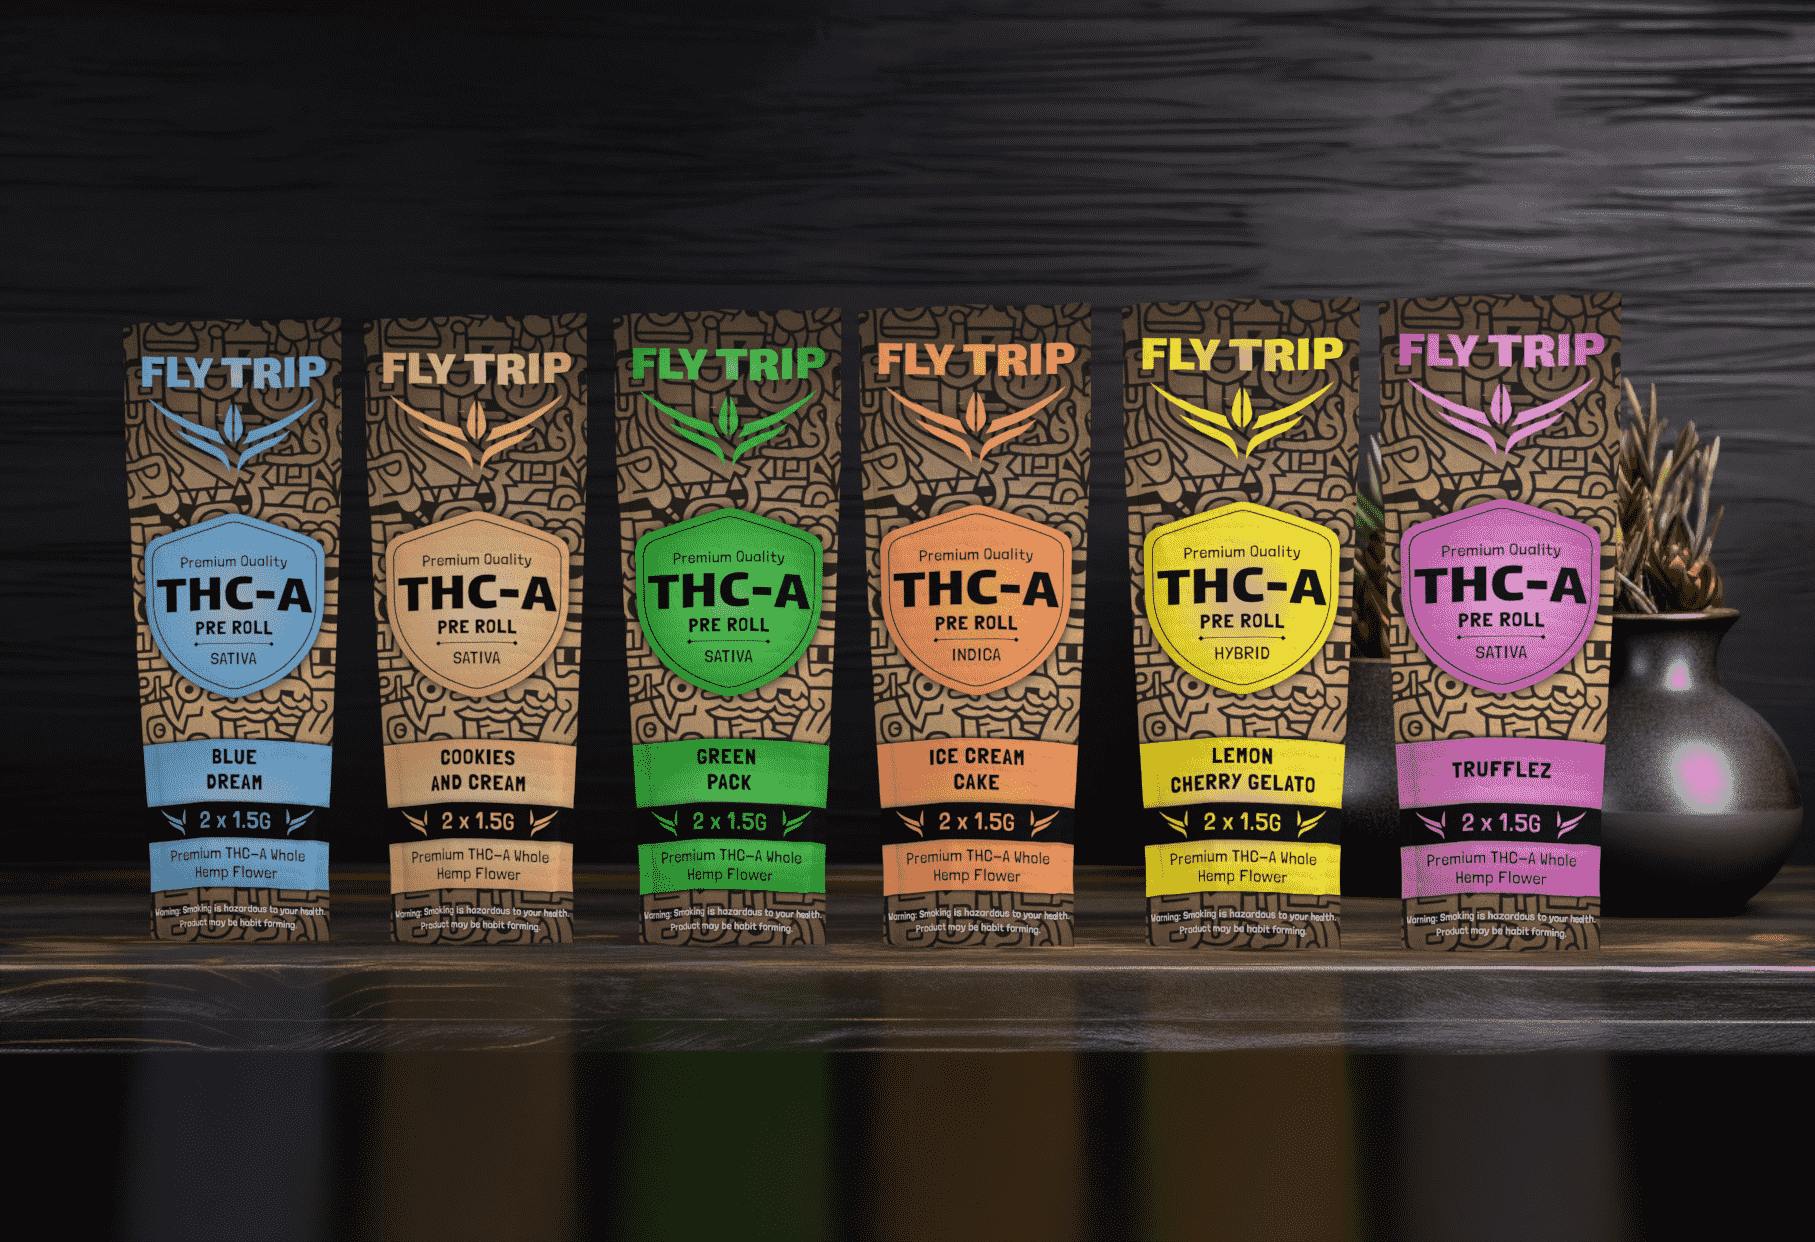 FLY TRIP
Premium Quality
THC-A
PRE ROLL
SATIVA
BLUE
DREAM
2 x 1.5G
Premium THC-A Whole
Hemp Flower
Warning: Smoking is hazardous to your health.
Product may be habit forming.
FLY TRIP
Premium Quality
THC-A
PRE ROLL
SATIVA
COOKIES
AND CREAM
2 x 1.5G
Premium THC-A Whole
Hemp Flower
Warning: Smoking is hazardous to your health.
Product may be habit forming.
FLY TRIP
Premium Quality
THC-A
PRE ROLL
SATIVA
GREEN
PACK
2 x 1.5G
Premium THC-A Whole
Hemp Flower
Warning: Smoking is hazardous to your health.
Product may be habit forming.
FLY TRIP
Premium Quality
THC-A
PRE ROLL
INDICA
ICE CREAM
CAKE
2 x 1.5G
Premium THC-A Whole
Hemp Flower
Warning: Smoking is hazardous to your health.
Product may be habit forming.
FLY TRIP
Premium Quality
THC-A
PRE ROLL
HYBRID
LEMON
CHERRY GELATO
2 x 1.5G
Premium THC-A Whole
Hemp Flower
Warning: Smoking is hazardous to your health.
Product may be habit forming.
FLY TRIP
Premium Quality
THC-A
PRE ROLL
SATIVA
TRUFFLEZ
2 x 1.5G
Premium THC-A Whole
Hemp Flower
Warning: Smoking is hazardous to your health.
Product may be habit forming.